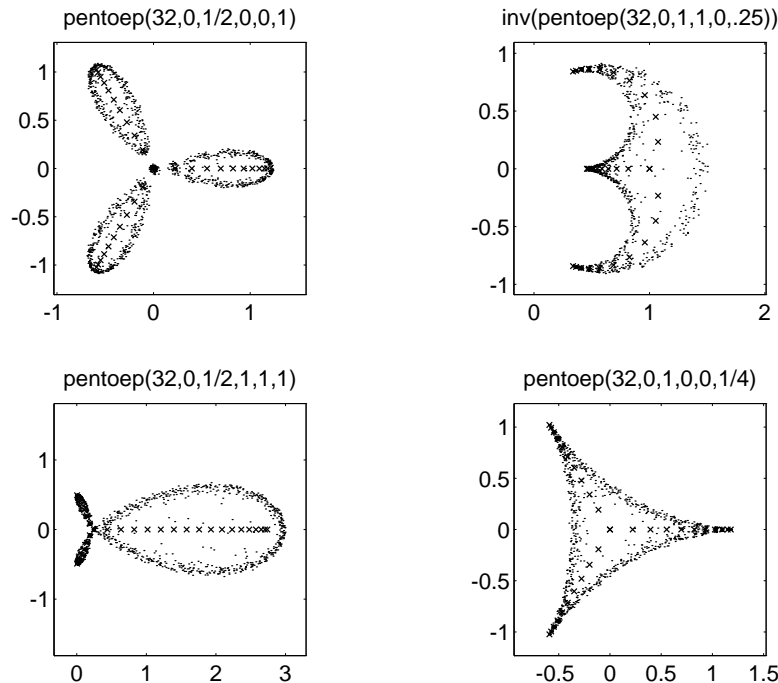 pentoep(32,0,1/2,0,0,1)
1
0.5
0
-0.5
-1
-1 0 1
inv(pentoep(32,0,1,1,0,.25))
1
0.5
0
-0.5
-1
0 1 2
pentoep(32,0,1/2,1,1,1)
1
0
-1
0 1 2 3
pentoep(32,0,1,0,0,1/4)
1
0.5
0
-0.5
-1
-0.5 0 0.5 1 1.5